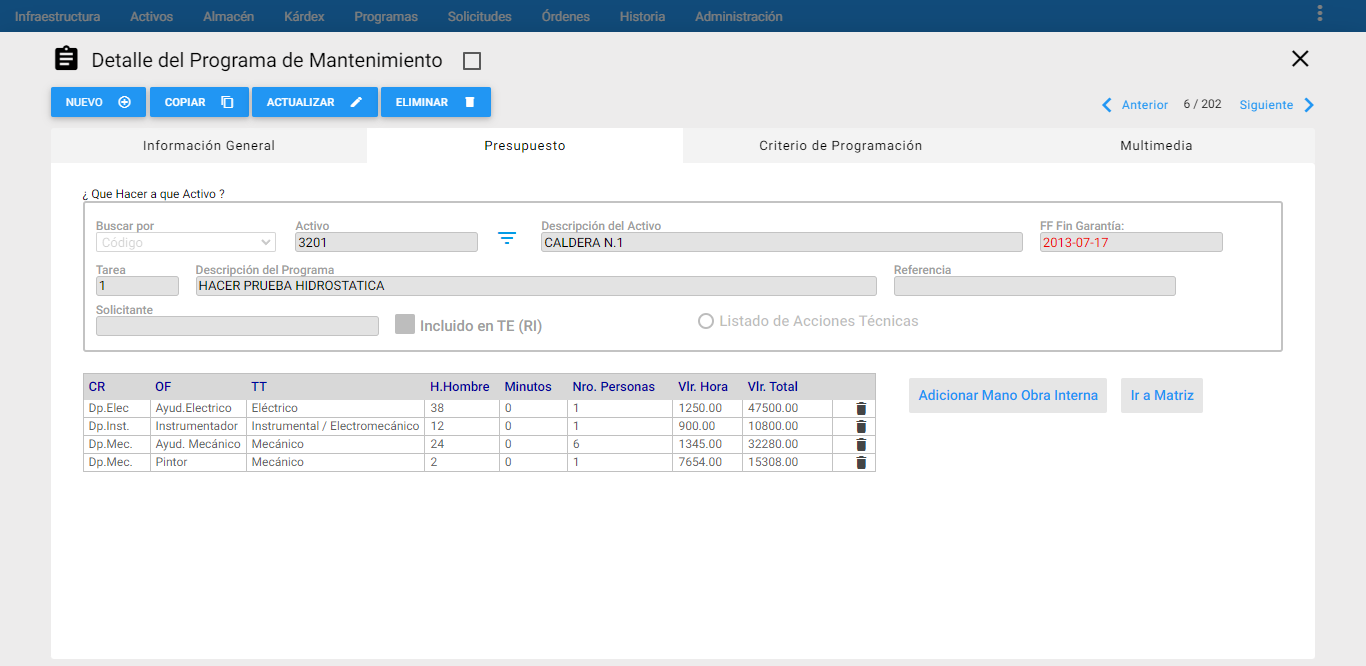 Infraestructura Activos Almacén Kárdex Programas Solicitudes Órdenes Historia Administración
Detalle del Programa de Mantenimiento
NUEVO COPIAR ACTUALIZAR ELIMINAR
Anterior 6 / 202 Siguiente
Información General Presupuesto Criterio de Programación Multimedia
¿ Que Hacer a que Activo ?
Buscar por Activo Descripción del Activo FF Fin Garantía:
Código 3201 CALDERA N.1 2013-07-17
Tarea Descripción del Programa Referencia
1 HACER PRUEBA HIDROSTATICA
Solicitante
Incluido en TE (RI) Listado de Acciones Técnicas
CR OF TT H.Hombre Minutos Nro. Personas Vlr. Hora Vlr. Total
Dp.Elec Ayud.Electrico Eléctrico 38 0 1 1250.00 47500.00
Dp.Inst. Instrumentador Instrumental / Electromecánico 12 0 1 900.00 10800.00
Dp.Mec. Ayud. Mecánico Mecánico 24 0 6 1345.00 32280.00
Dp.Mec. Pintor Mecánico 2 0 1 7654.00 15308.00
Adicionar Mano Obra Interna Ir a Matriz